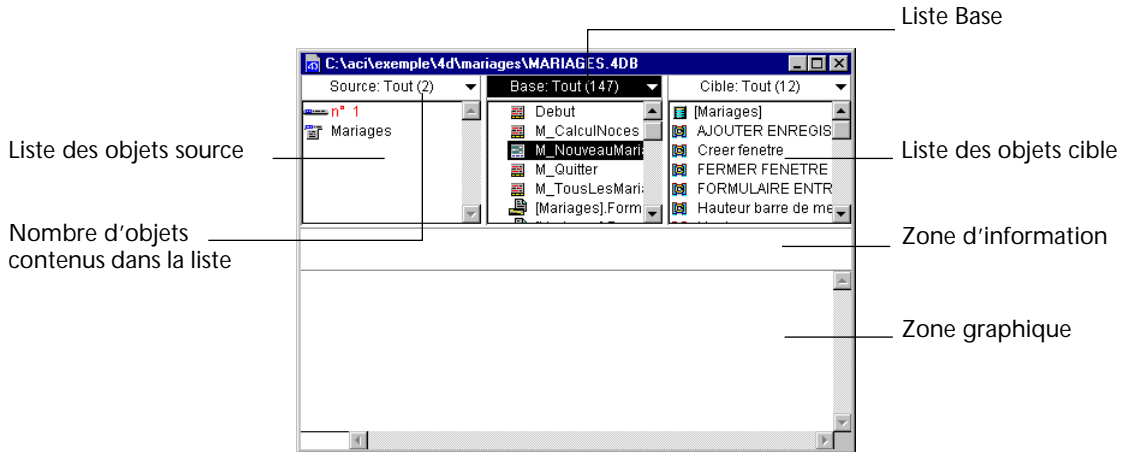 Liste Base
C:\aci\exemple\4d\mariages\MARIAGES.4DB
Source: Tout (2)
Base: Tout (147)
Cible: Tout (12)
n° 1
Mariages
Debut
M_CalculNoces
M_NouveauMari
M_Quitter
M_TousLesMari
[Mariages].Form
[Mariages]
AJOUTER ENREGIS
Creer fenetre
FERMER FENETRE
FORMULAIRE ENTR
Hauteur barre de me
Liste des objets source
Liste des objets cible
Nombre d’objets
contenus dans la liste
Zone d’information
Zone graphique